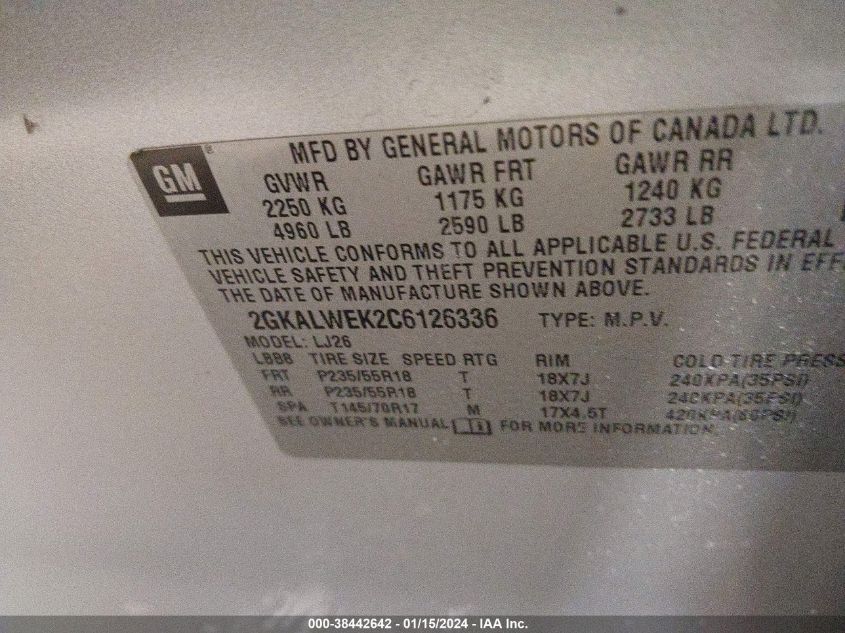 MFD BY GENERAL MOTORS OF CANADA LTD.
GM®
GVWR GAWR FRT GAWR RR
2250 KG 1175 KG 1240 KG
4960 LB 2590 LB 2733 LB
THIS VEHICLE CONFORMS TO ALL APPLICABLE U.S. FEDERAL
VEHICLE SAFETY AND THEFT PREVENTION STANDARDS IN EFF
THE DATE OF MANUFACTURE SHOWN ABOVE.
2GKALWEK2C6126336 TYPE: M.P.V.
MODEL: LJ26
LBB8 TIRE SIZE SPEED RTG RIM COLD TIRE PRESS
FRT P235/55R18 T 18X7J 240KPA(35PSI)
RR P235/55R18 T 18X7J 240KPA(35PSI)
SPA T145/70R17 M 17X4.5T 420KPA(60PSI)
SEE OWNER'S MANUAL FOR MORE INFORMATION.
000-38442642 - 01/15/2024 - IAA Inc.